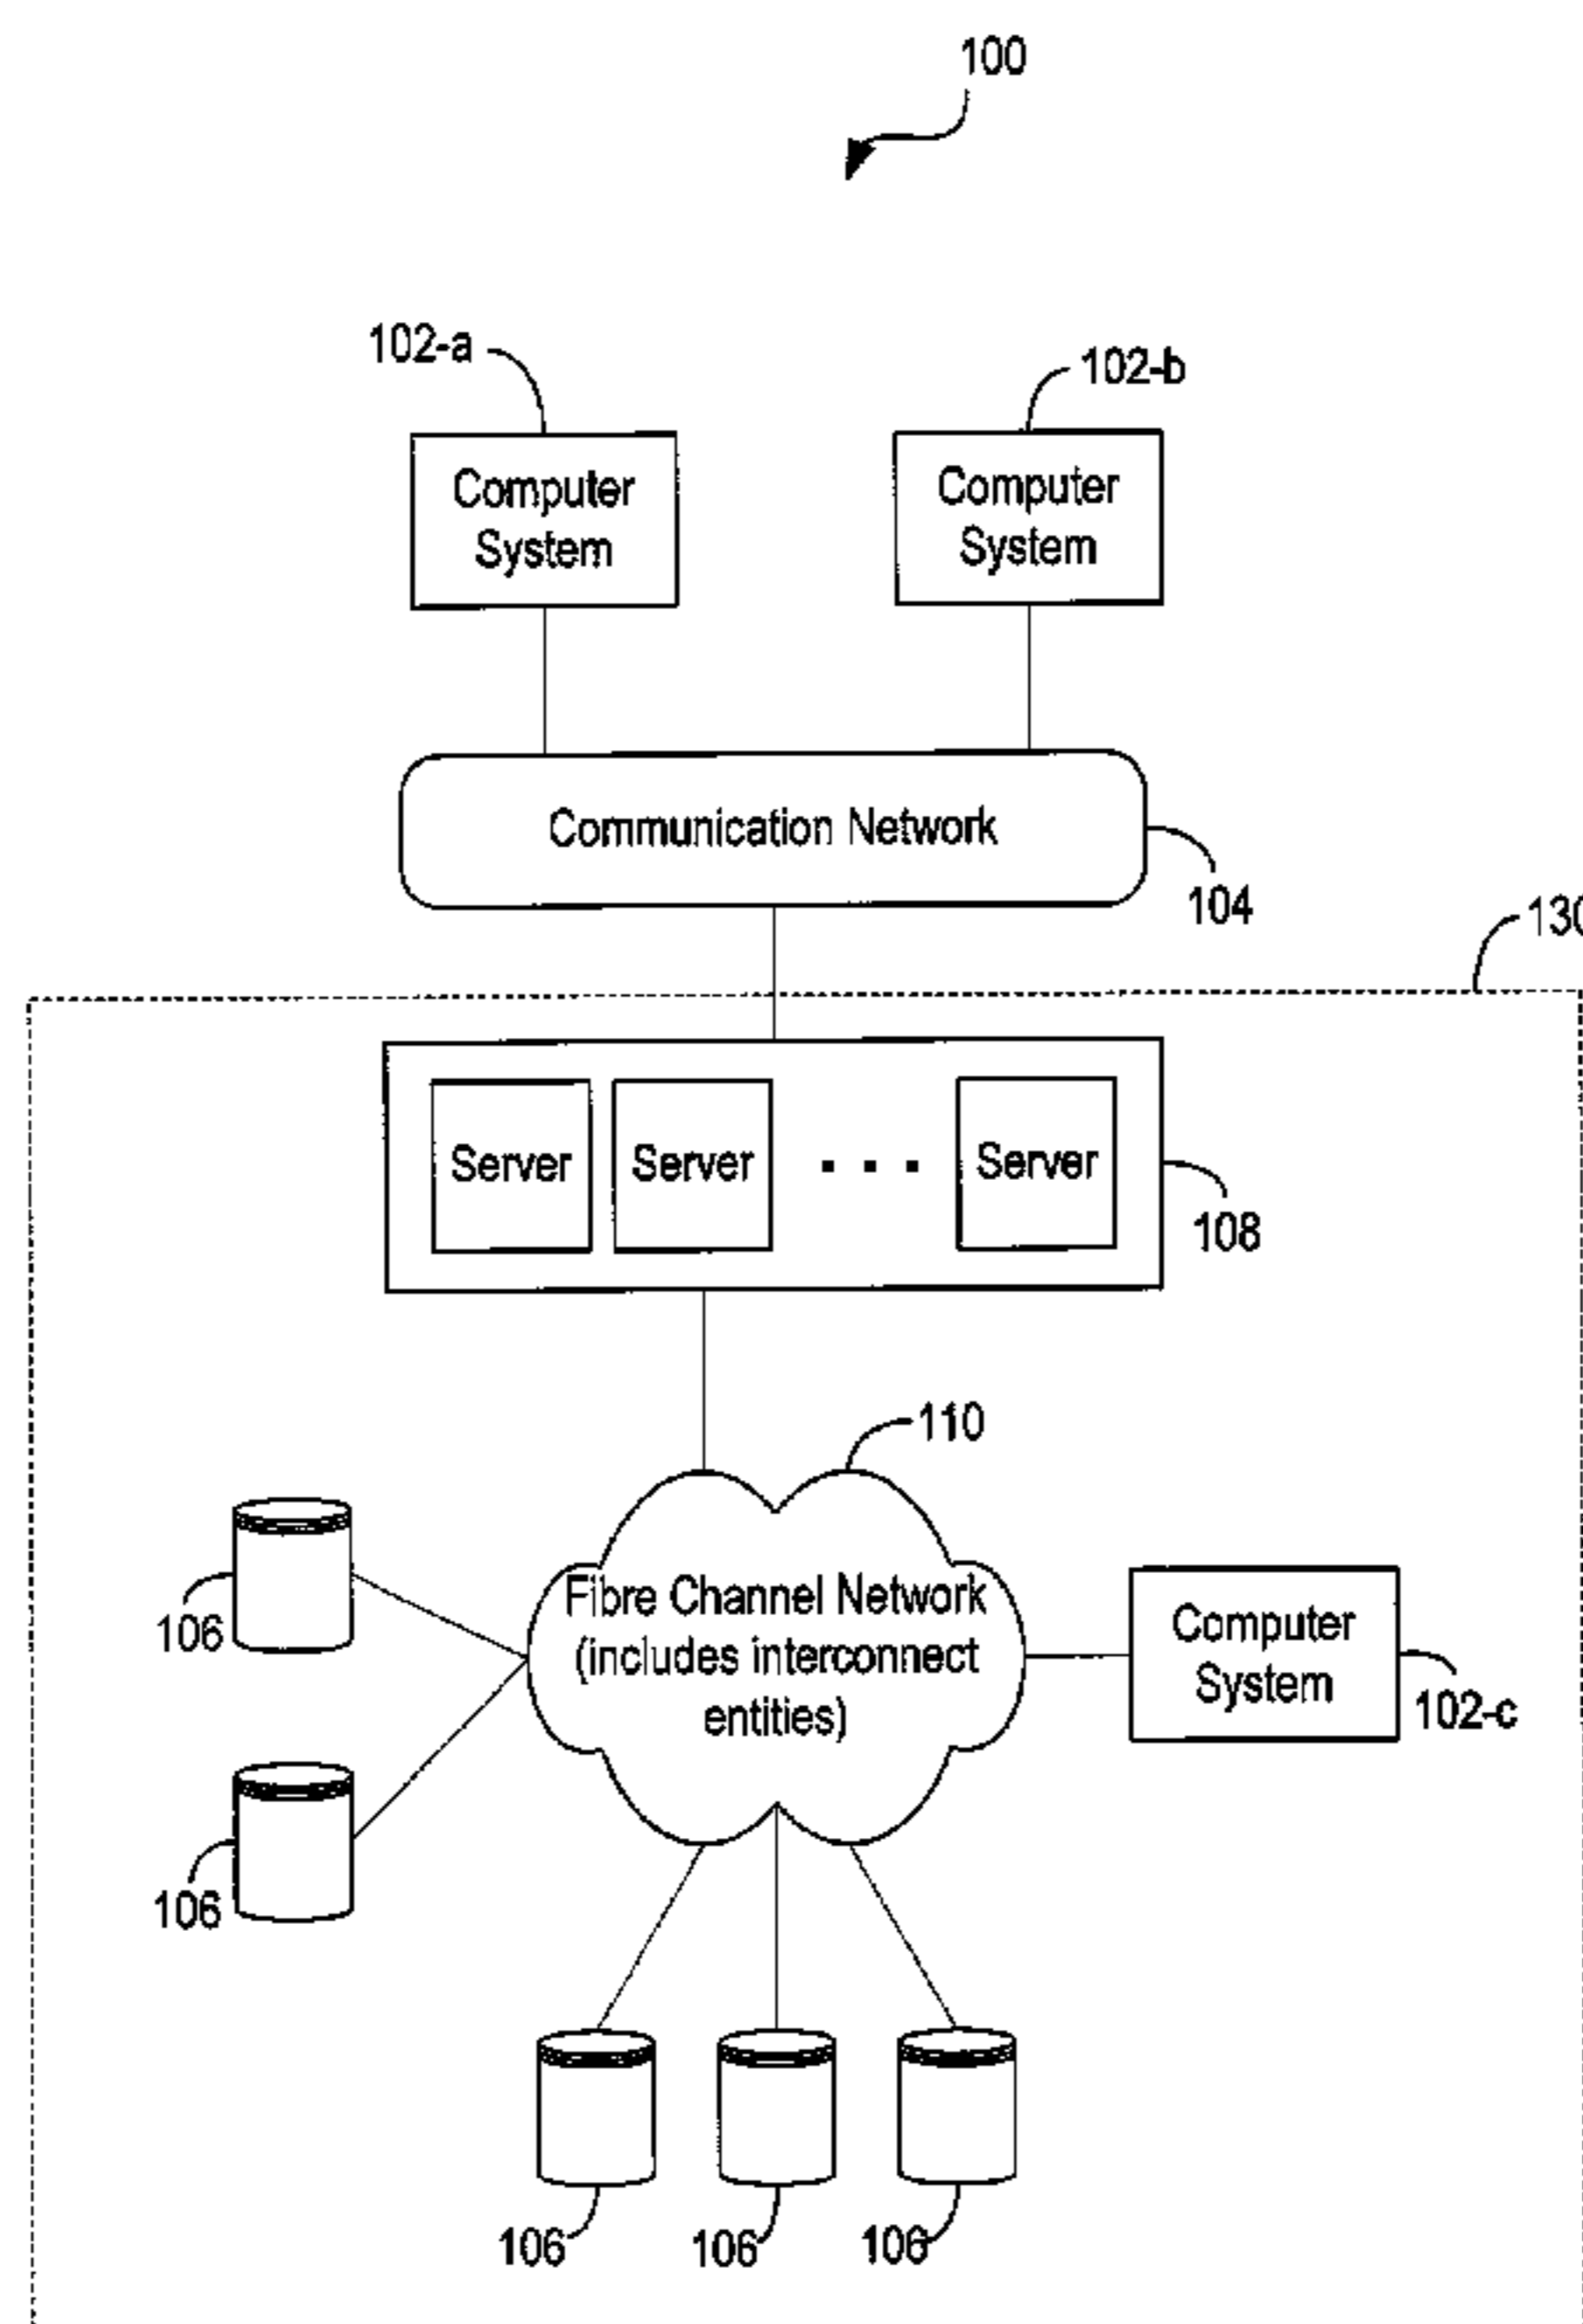 100
102-a
102-b
Computer
System
Computer
System
Communication Network
104
130
Server
Server
. . .
Server
108
110
106
Fibre Channel Network
(includes interconnect
entities)
Computer
System
102-c
106
106
106
106